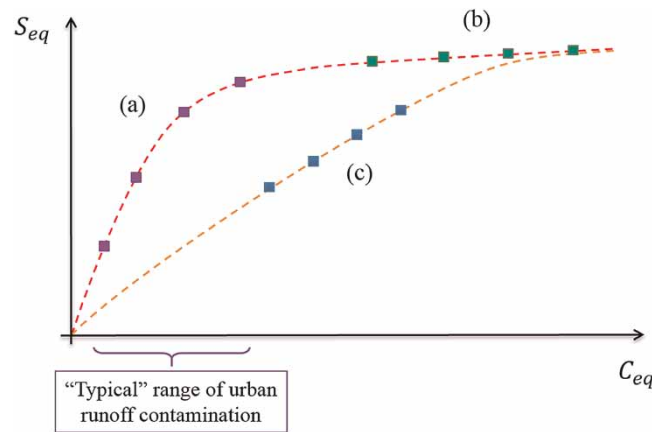 S_eq
(b)
(a)
(c)
C_eq
“Typical” range of urban
runoff contamination